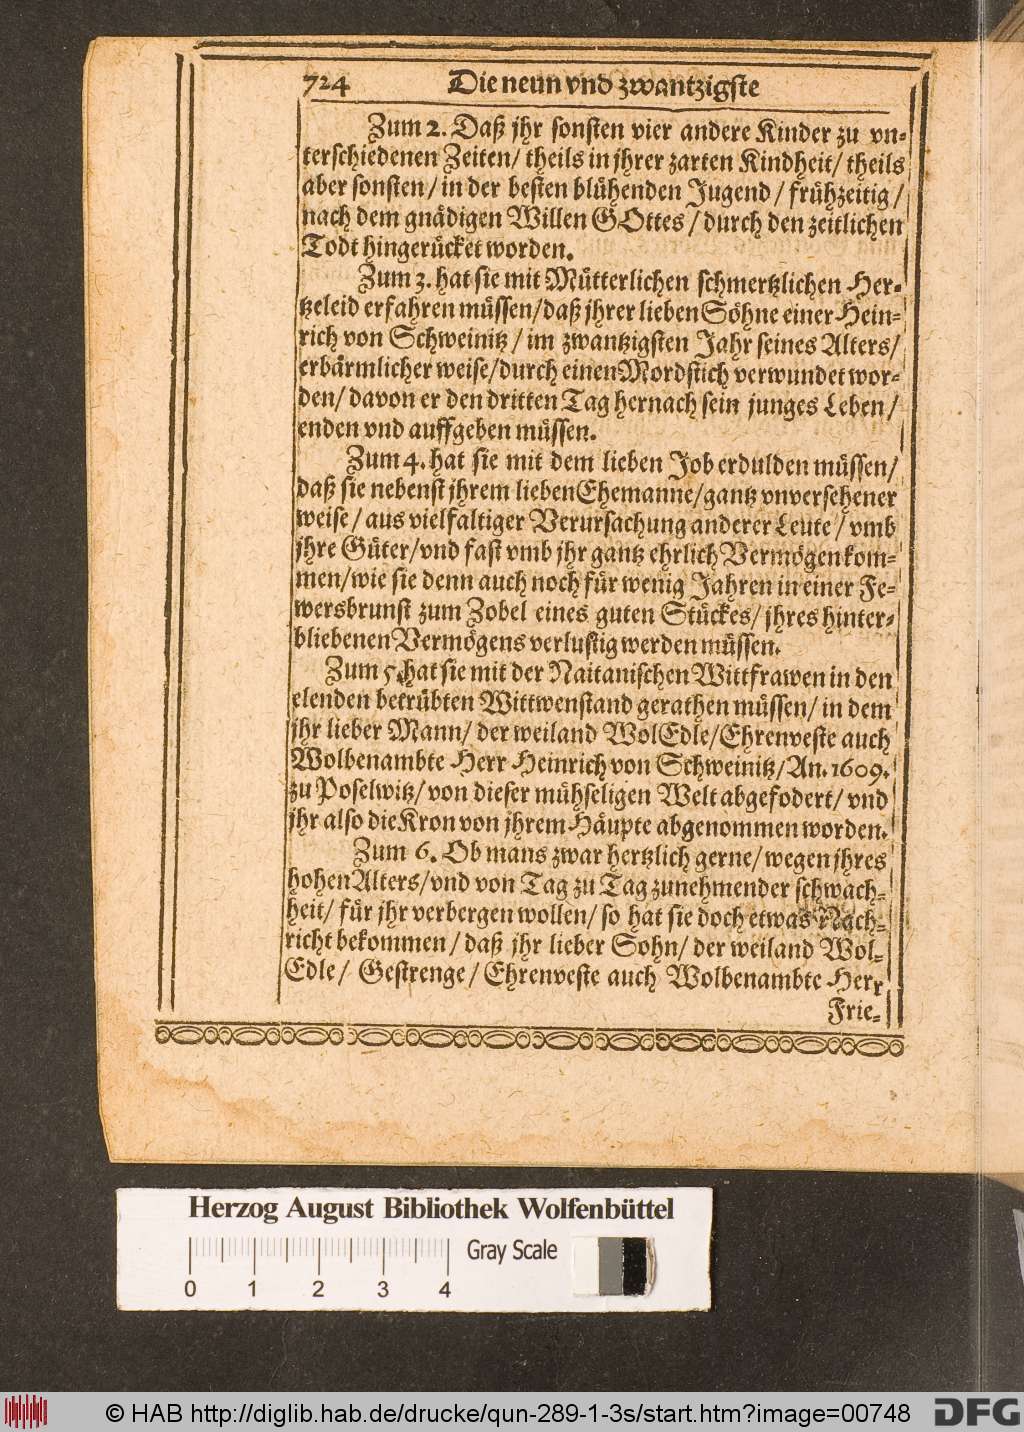 724 Die neun vnd zwantzigste
Zum 2. Daß jhr sonsten vier andere Kinder zu vn-
terschiedenen Zeiten/ theils in jhrer zarten Kindheit/ theils
aber sonsten/ in der besten blühenden Jugend/ frühzeitig/
nach dem gnädigen Willen GOttes/ durch den zeitlichen
Todt hingerücket worden.
Zum 3. hat sie mit Mütterlichen schmertzlichen Her-
tzeleid erfahren müssen/ daß jhrer lieben Söhne einer Hein-
rich von Schweinitz/ im zwantzigsten Jahr seines Alters/
erbärmlicher weise/ durch einen Mordstich verwundet wor-
den/ davon er den dritten Tag hernach sein junges Leben/
enden vnd auffgeben müssen.
Zum 4. hat sie mit dem lieben Job erdulden müssen/
daß sie nebenst jhrem lieben Ehemanne/ gantz vnversehener
weise/ aus vielfaltiger Verursachung anderer Leute/ vmb
jhre Güter/ vnd fast vmb jhr gantz ehrlich Vermögen kom-
men/ wie sie denn auch noch für wenig Jahren in einer Fe-
wersbrunst zum Zobel eines guten Stückes/ jhres hinter-
bliebenen Vermögens verlustig werden müssen.
Zum 5. hat sie mit der Naitanischen Wittfrawen in den
elenden betrübten Wittwenstand gerathen müssen/ in dem
jhr lieber Mann/ der weiland WolEdle/ Ehrenveste auch
Wolbenambte Herr Heinrich von Schweinitz/ An. 1609.
zu Poselwitz/ von dieser mühseligen Welt abgefodert/ vnd
jhr also die Kron von jhrem Häupte abgenommen worden.
Zum 6. Ob mans zwar hertzlich gerne/ wegen jhres
hohen Alters/ vnd von Tag zu Tag zunehmender schwach-
heit/ für jhr verbergen wollen/ so hat sie doch etwas Nach-
richt bekommen/ daß jhr lieber Sohn/ der weiland Wol-
Edle/ Gestrenge/ Ehrenveste auch Wolbenambte Herr
Frie-
Herzog August Bibliothek Wolfenbüttel
Gray Scale
0 1 2 3 4
© HAB http://diglib.hab.de/drucke/qun-289-1-3s/start.htm?image=00748
DFG